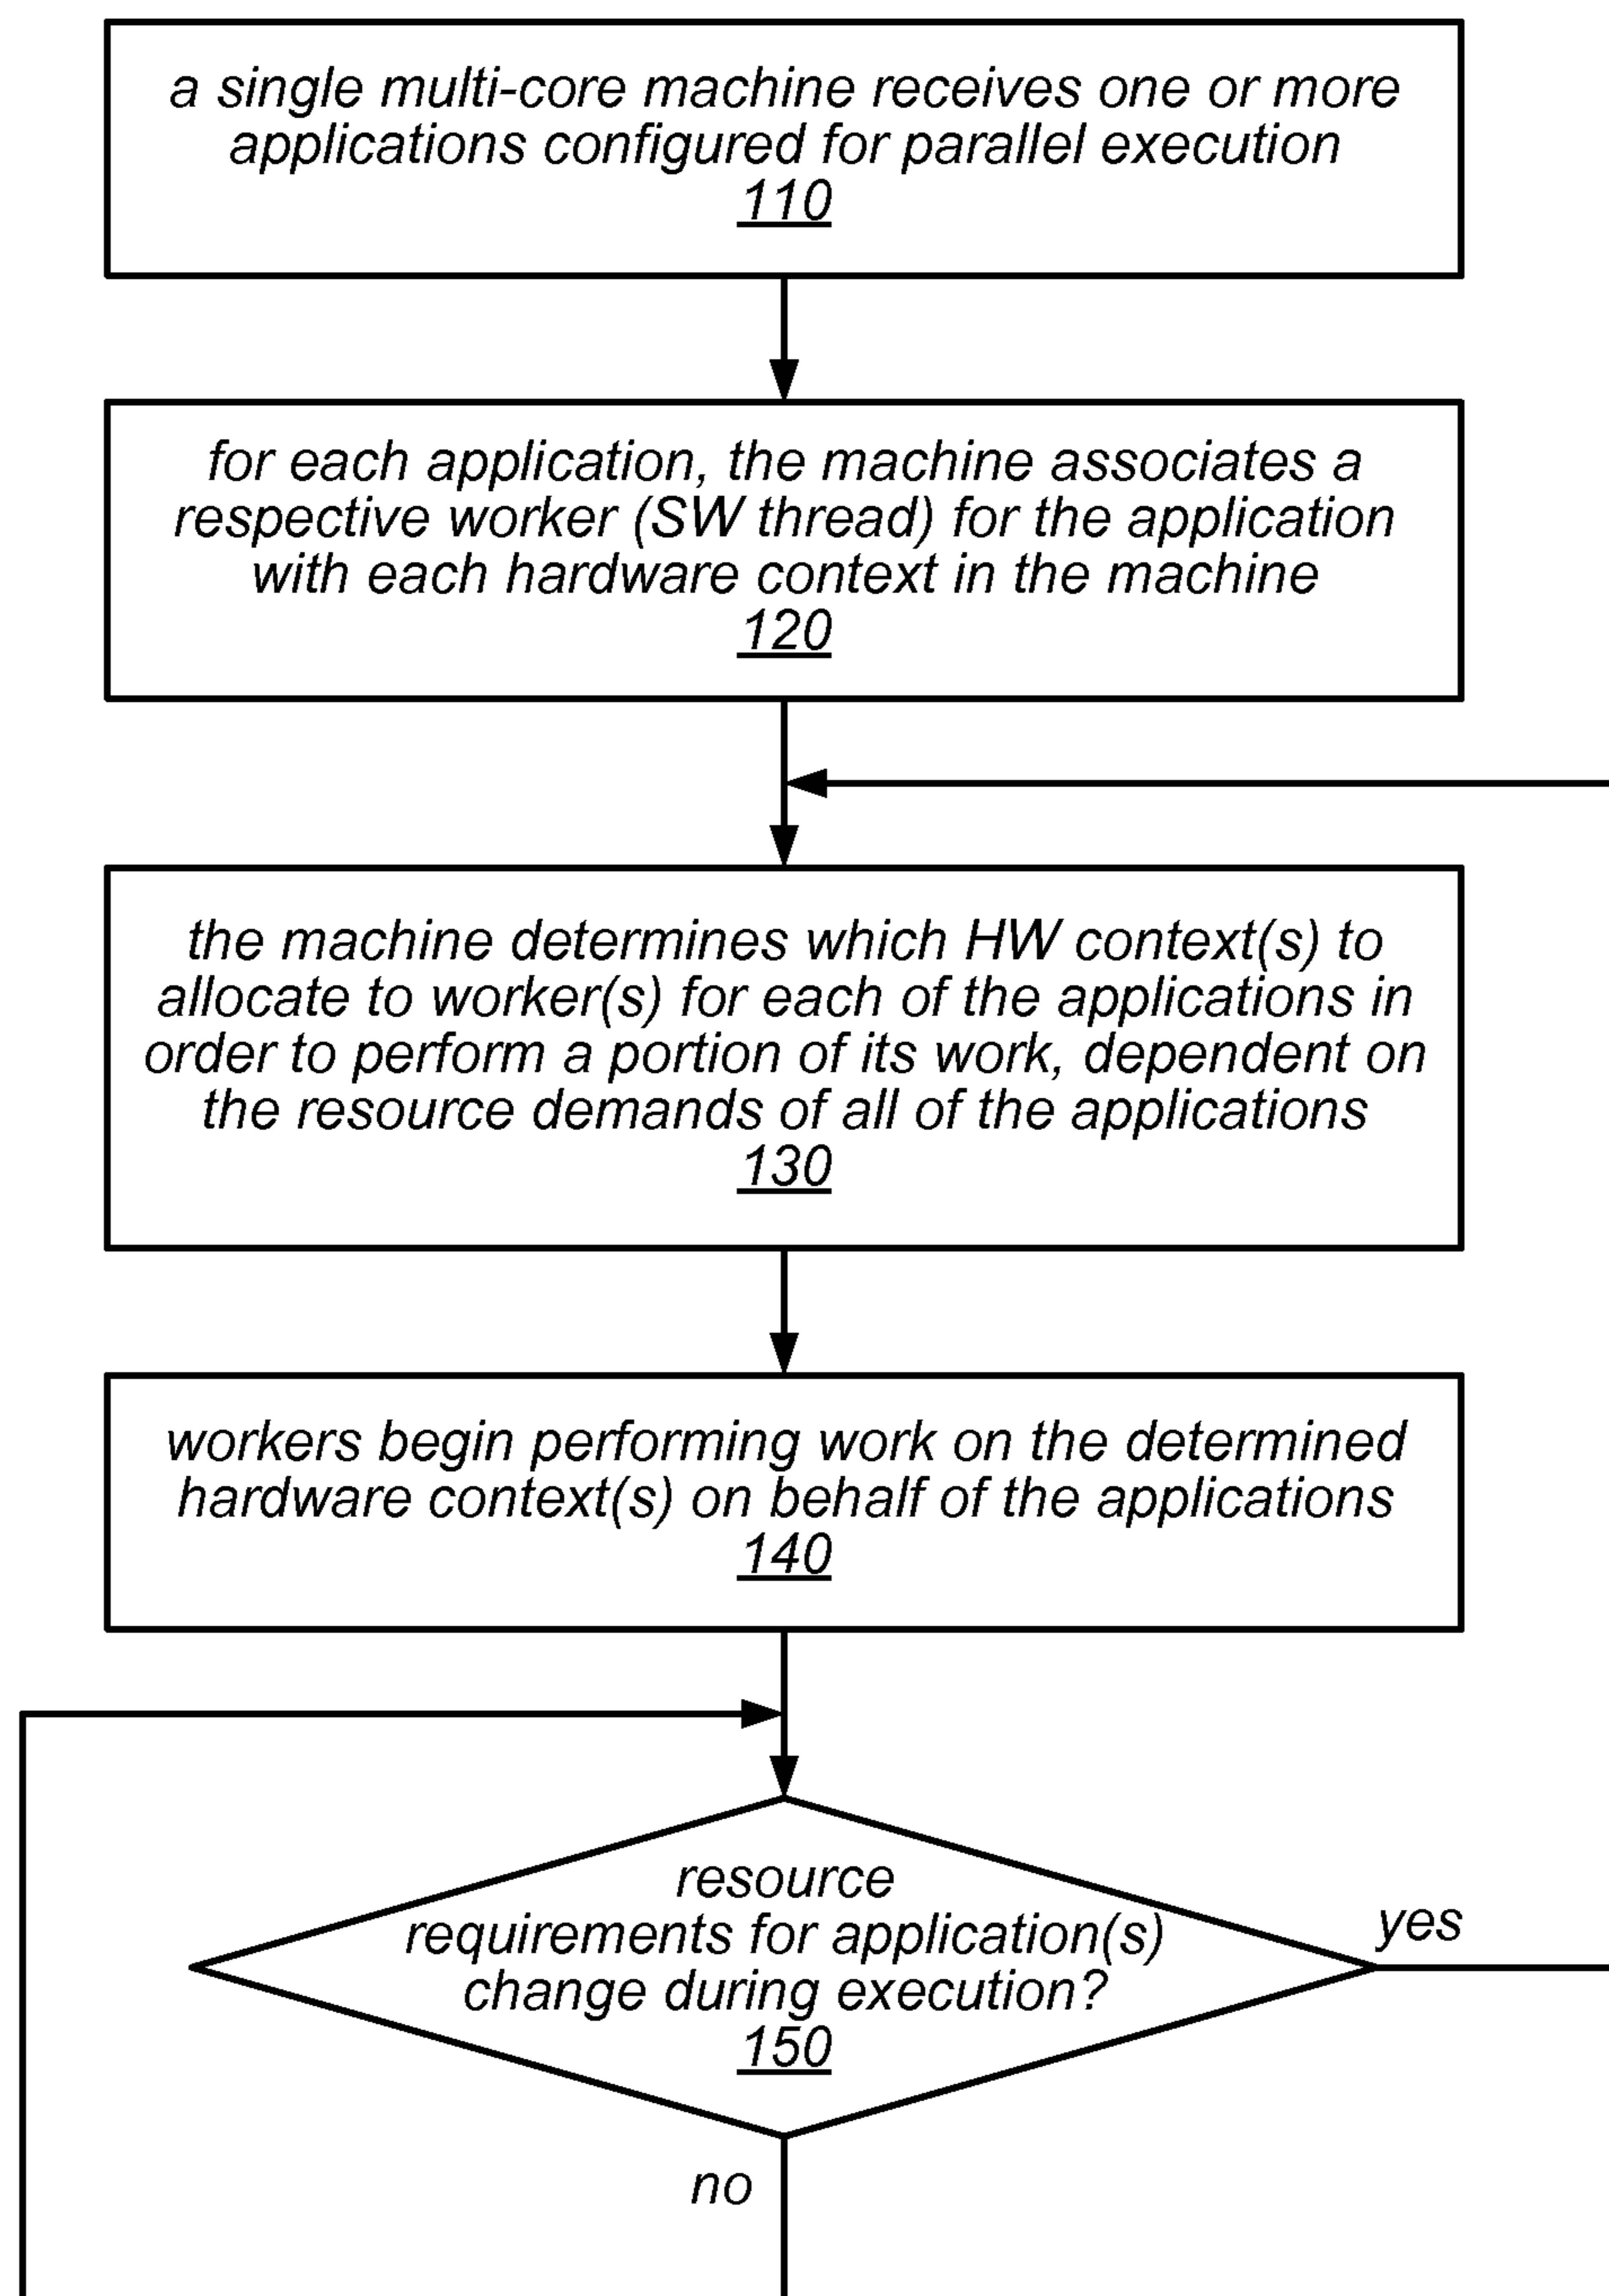 a single multi-core machine receives one or more
applications configured for parallel execution
110
for each application, the machine associates a
respective worker (SW thread) for the application
with each hardware context in the machine
120
the machine determines which HW context(s) to
allocate to worker(s) for each of the applications in
order to perform a portion of its work, dependent on
the resource demands of all of the applications
130
workers begin performing work on the determined
hardware context(s) on behalf of the applications
140
resource
requirements for application(s)
change during execution?
150
yes
no